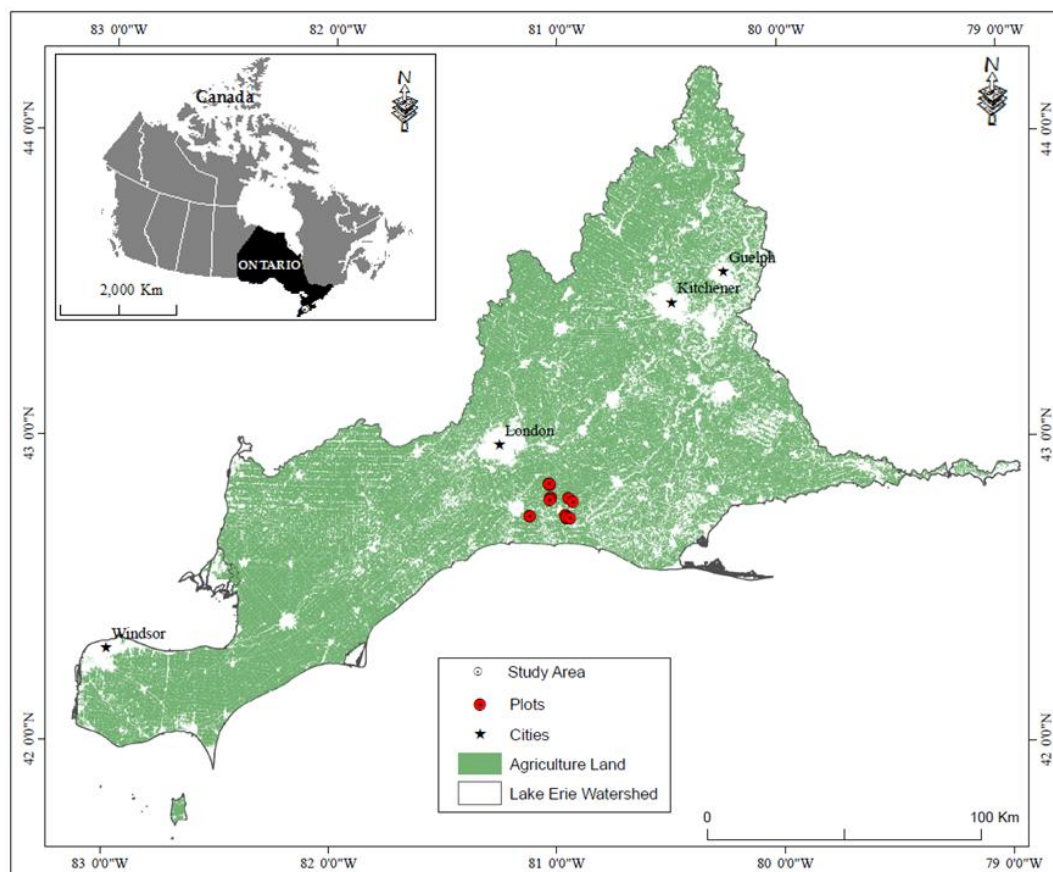 83 0'0"W
82 0'0"W
81 0'0"W
80 0'0"W
79 0'0"W
N
Canada
ONTARIO
2,000 Km
N
44 0'0"N
44 0'0"N
Guelph
Kitchener
43 0'0"N
43 0'0"N
London
Windsor
42 0'0"N
42 0'0"N
Study Area
Plots
Cities
Agriculture Land
Lake Erie Watershed
0
100 Km
83 0'0"W
82 0'0"W
81 0'0"W
80 0'0"W
79 0'0"W